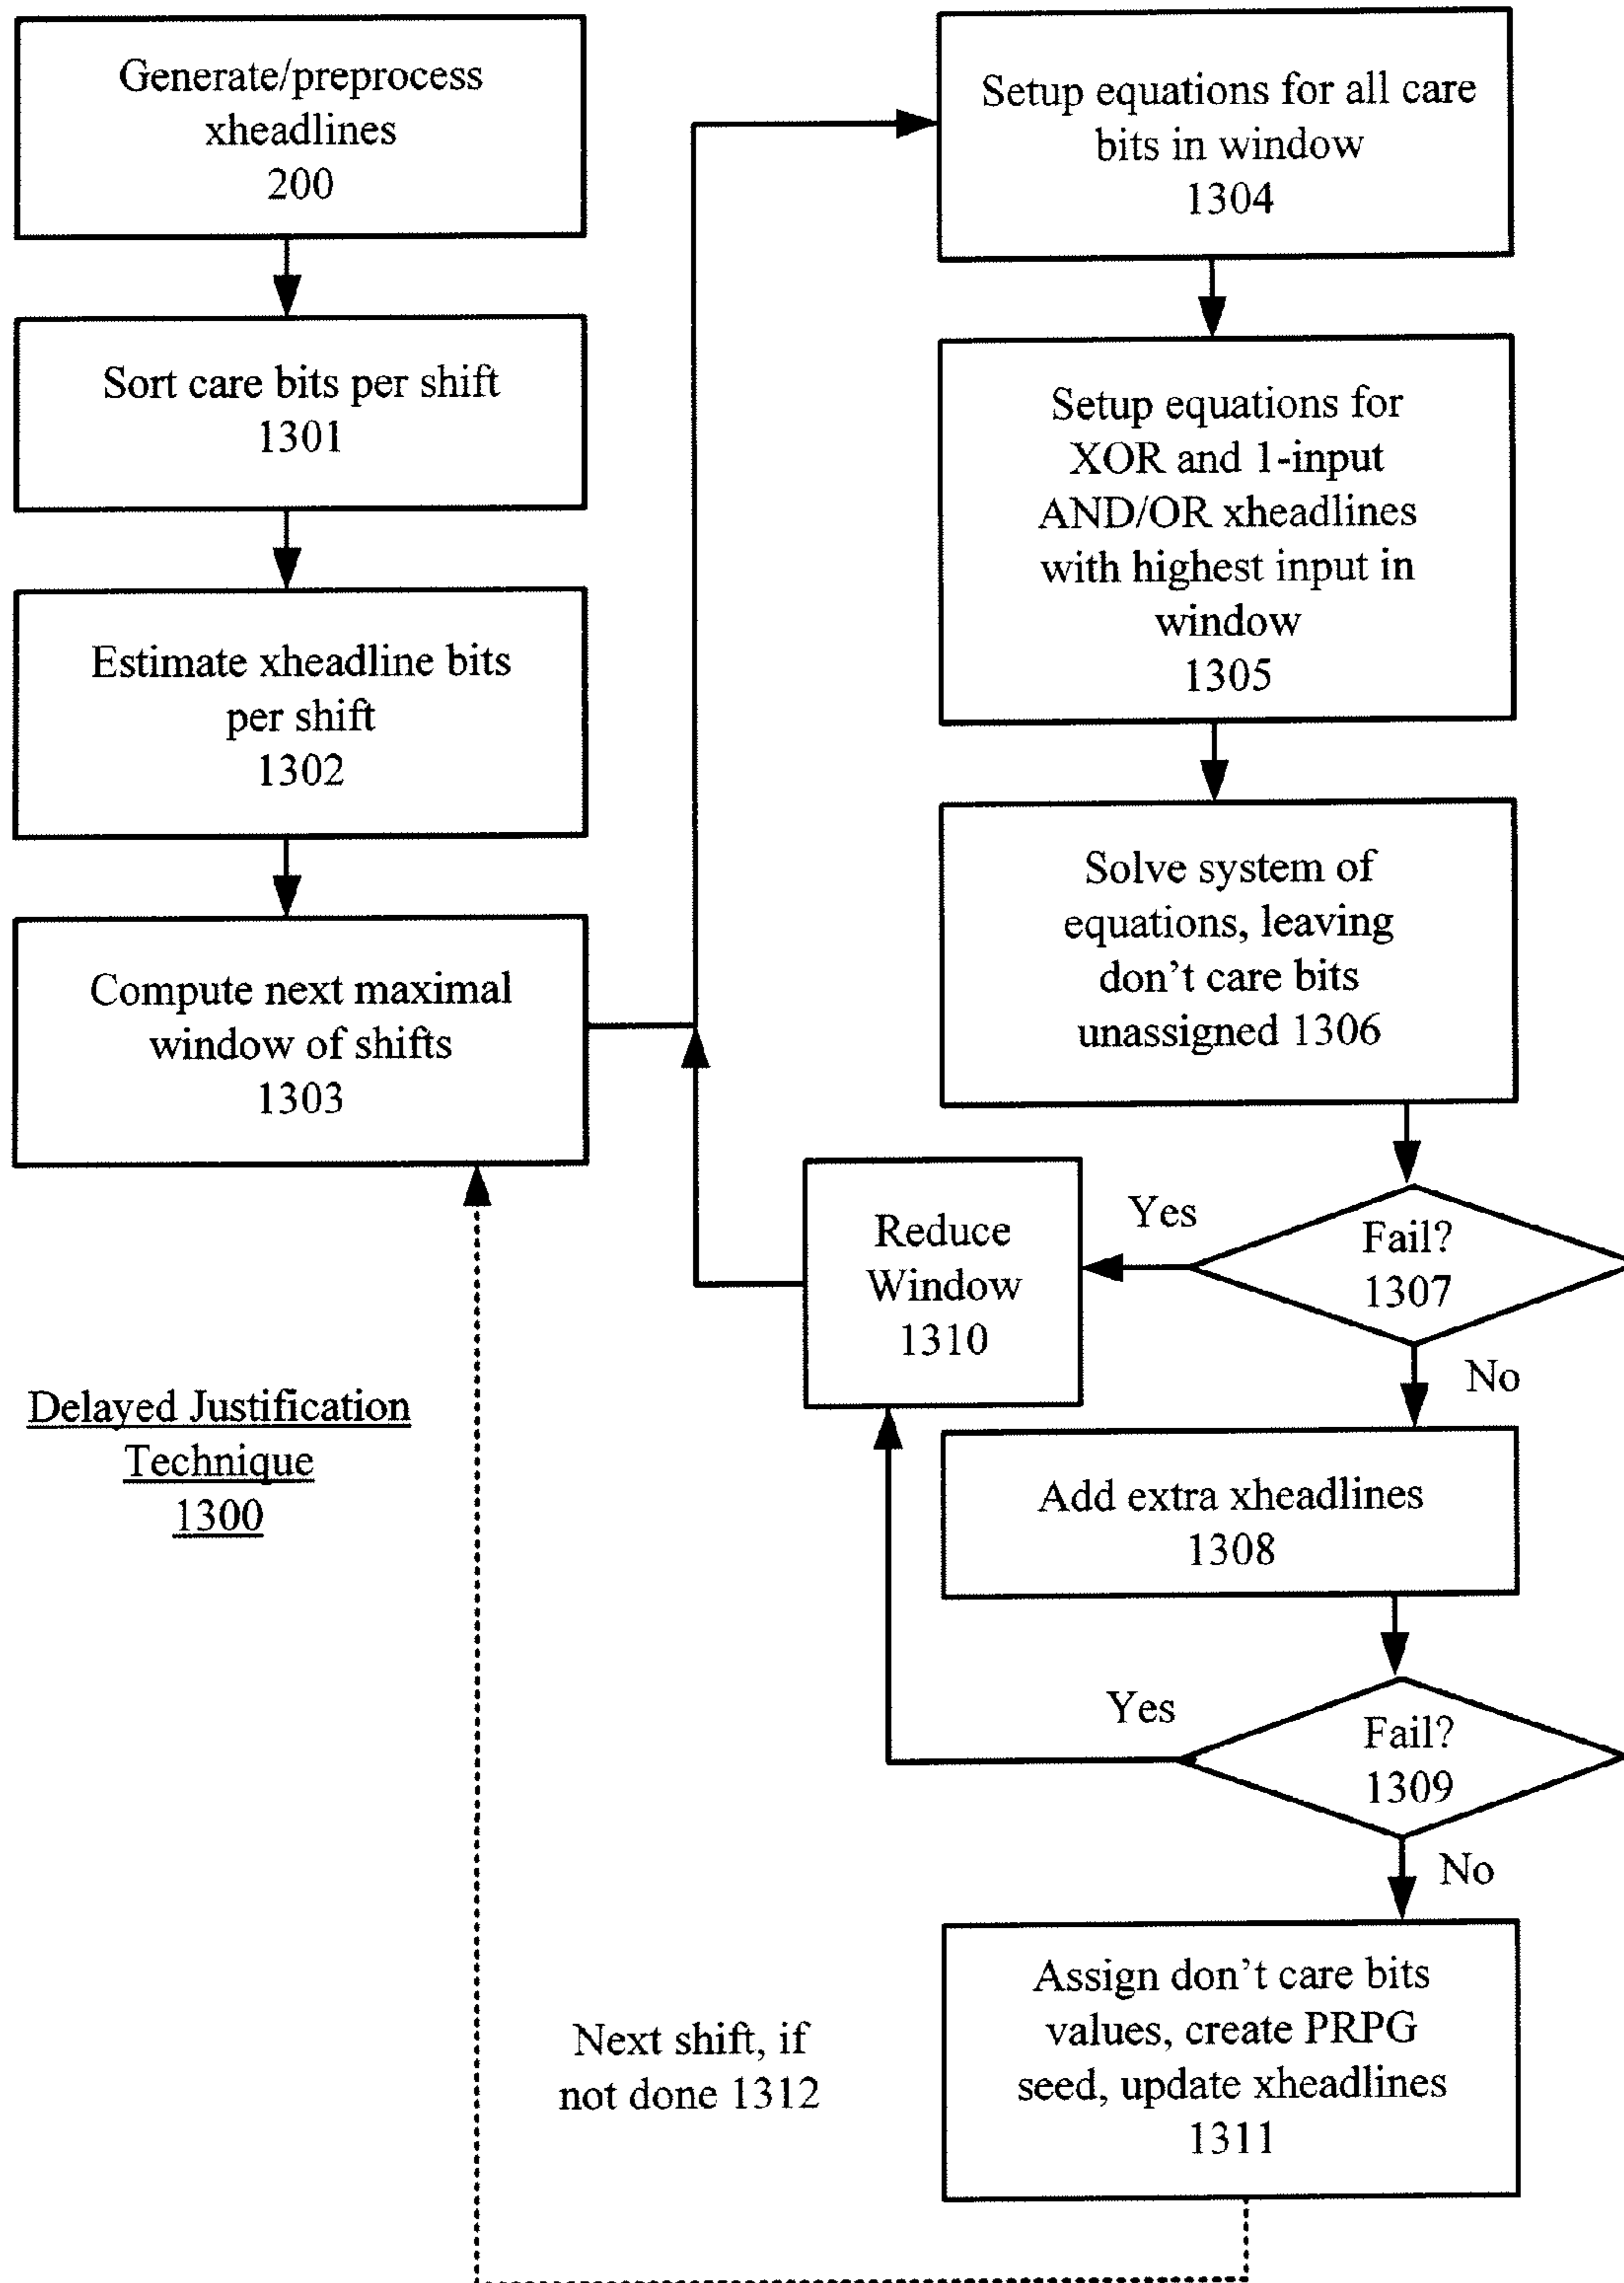 Generate/preprocess
xheadlines
200
Sort care bits per shift
1301
Estimate xheadline bits
per shift
1302
Compute next maximal
window of shifts
1303
Setup equations for all care
bits in window
1304
Setup equations for
XOR and 1-input
AND/OR xheadlines
with highest input in
window
1305
Solve system of
equations, leaving
don't care bits
unassigned 1306
Fail?
1307
Yes
No
Reduce
Window
1310
Add extra xheadlines
1308
Fail?
1309
Yes
No
Assign don't care bits
values, create PRPG
seed, update xheadlines
1311
Next shift, if
not done 1312
Delayed Justification
Technique
1300